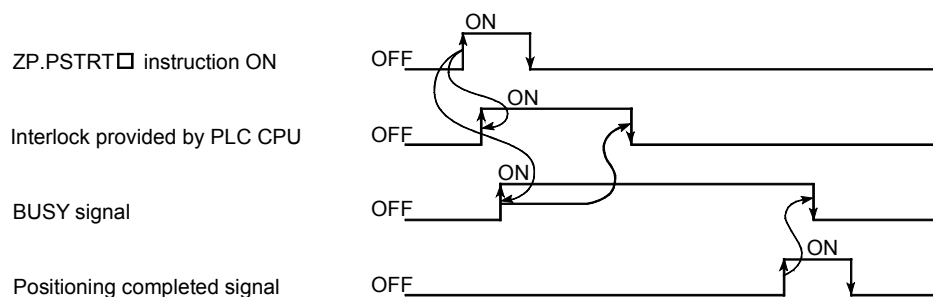 ON
ZP.PSTRT□ instruction ON OFF
ON
Interlock provided by PLC CPU OFF
ON
BUSY signal OFF
ON
Positioning completed signal OFF